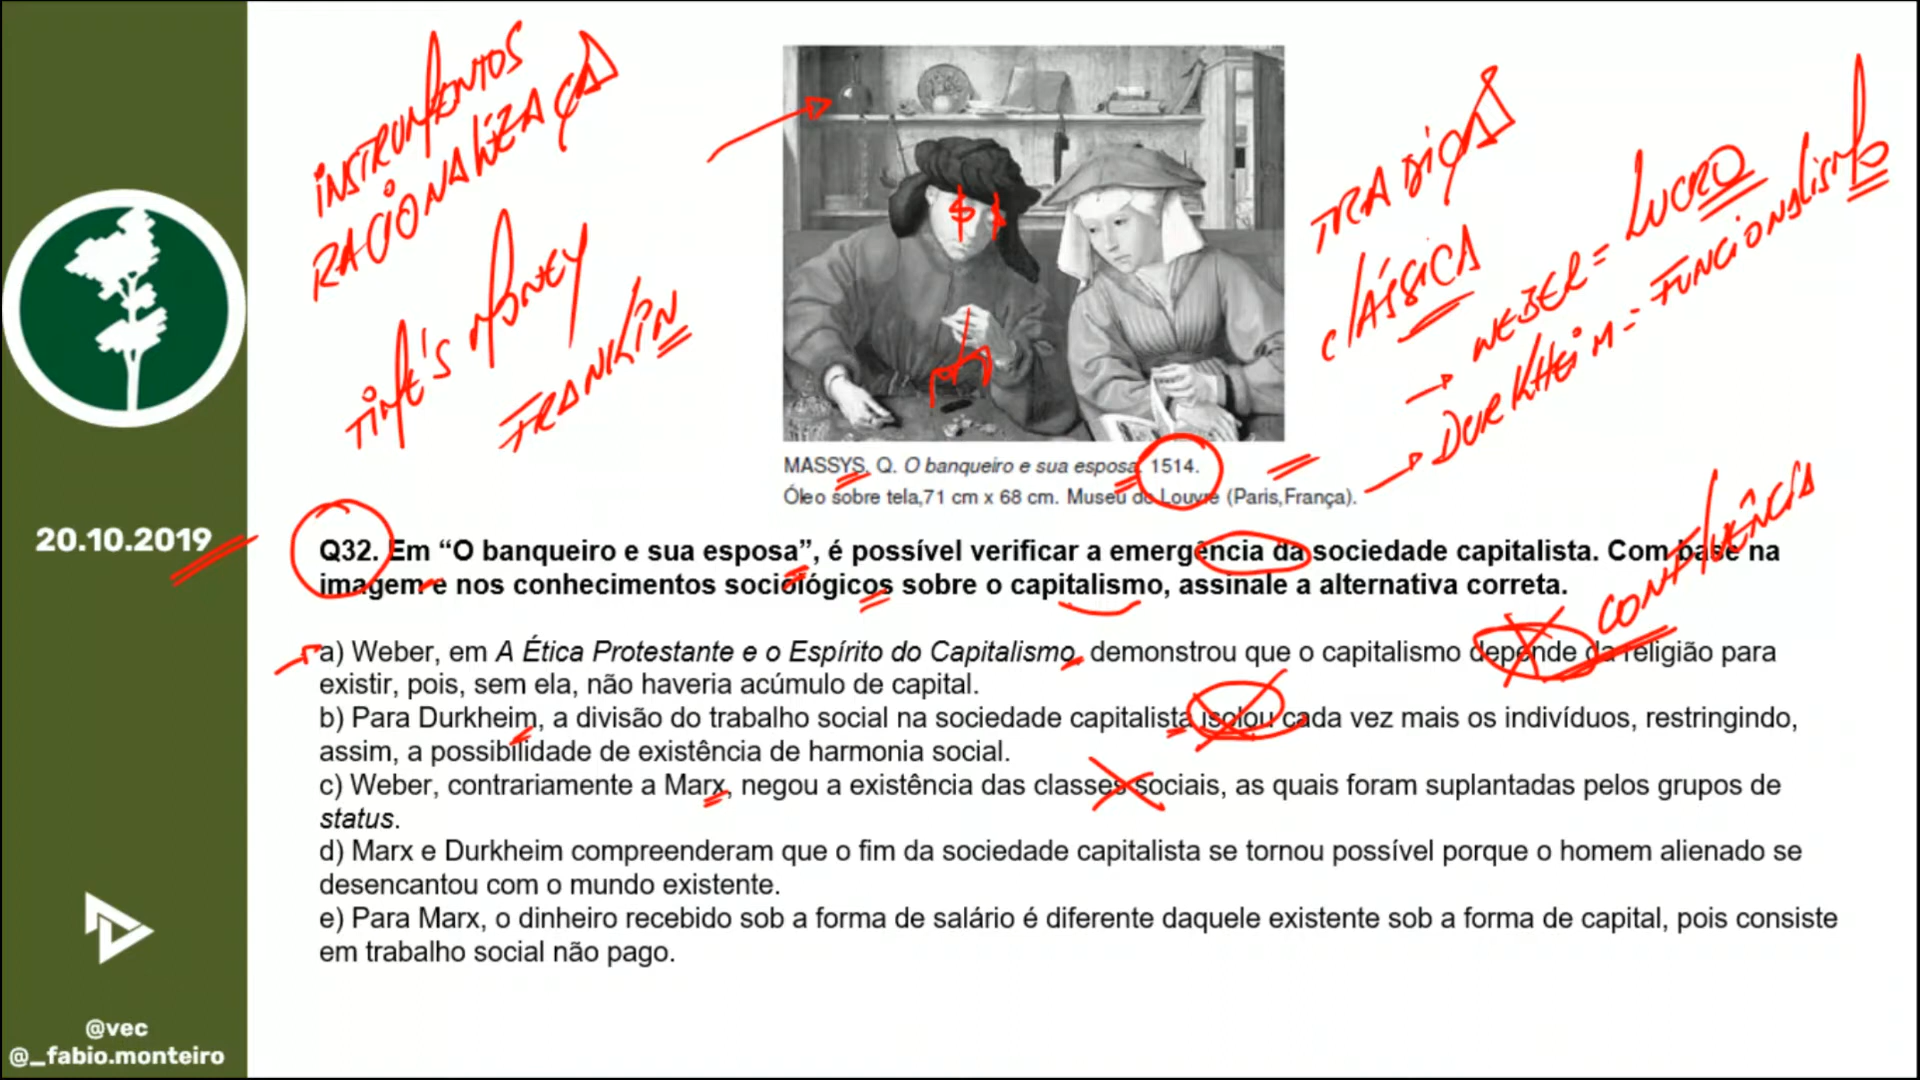 INSTRUMENTOS
RACIONALIZAÇÃO
TIME'S MONEY
FRANKLIN
TRADIÇÃO
CLÁSSICA
→ WEBER = LUCRO
→ DURKHEIM = FUNCIONALISMO
MASSYS, Q. O banqueiro e sua esposa. 1514.
Óleo sobre tela,71 cm x 68 cm. Museu do Louvre (Paris,França).
CONFLUÊNCIA
20.10.2019
Q32. Em “O banqueiro e sua esposa”, é possível verificar a emergência da sociedade capitalista. Com base na
imagem e nos conhecimentos sociológicos sobre o capitalismo, assinale a alternativa correta.
a) Weber, em A Ética Protestante e o Espírito do Capitalismo, demonstrou que o capitalismo depende da religião para
existir, pois, sem ela, não haveria acúmulo de capital.
b) Para Durkheim, a divisão do trabalho social na sociedade capitalista isolou cada vez mais os indivíduos, restringindo,
assim, a possibilidade de existência de harmonia social.
c) Weber, contrariamente a Marx, negou a existência das classes sociais, as quais foram suplantadas pelos grupos de
status.
d) Marx e Durkheim compreenderam que o fim da sociedade capitalista se tornou possível porque o homem alienado se
desencantou com o mundo existente.
e) Para Marx, o dinheiro recebido sob a forma de salário é diferente daquele existente sob a forma de capital, pois consiste
em trabalho social não pago.
@vec
@_fabio.monteiro